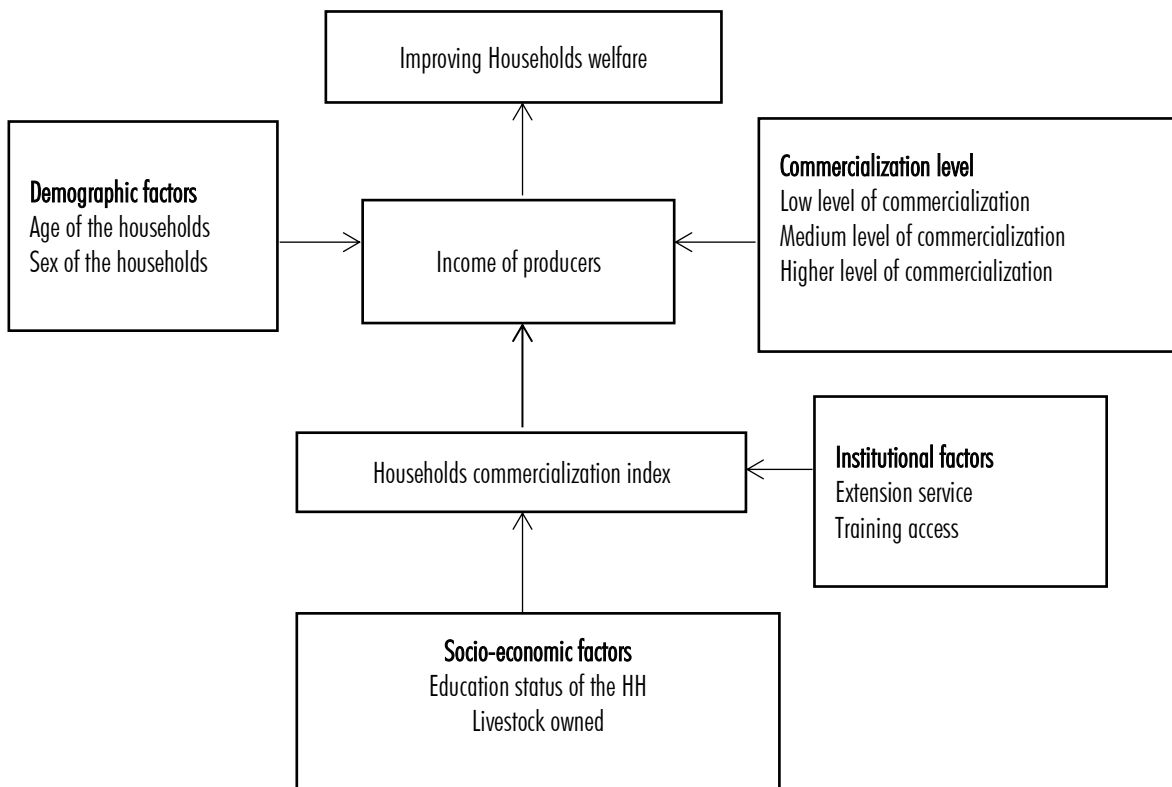 Improving Households welfare
Demographic factors
Age of the households
Sex of the households
Income of producers
Commercialization level
Low level of commercialization
Medium level of commercialization
Higher level of commercialization
Households commercialization index
Institutional factors
Extension service
Training access
Socio-economic factors
Education status of the HH
Livestock owned